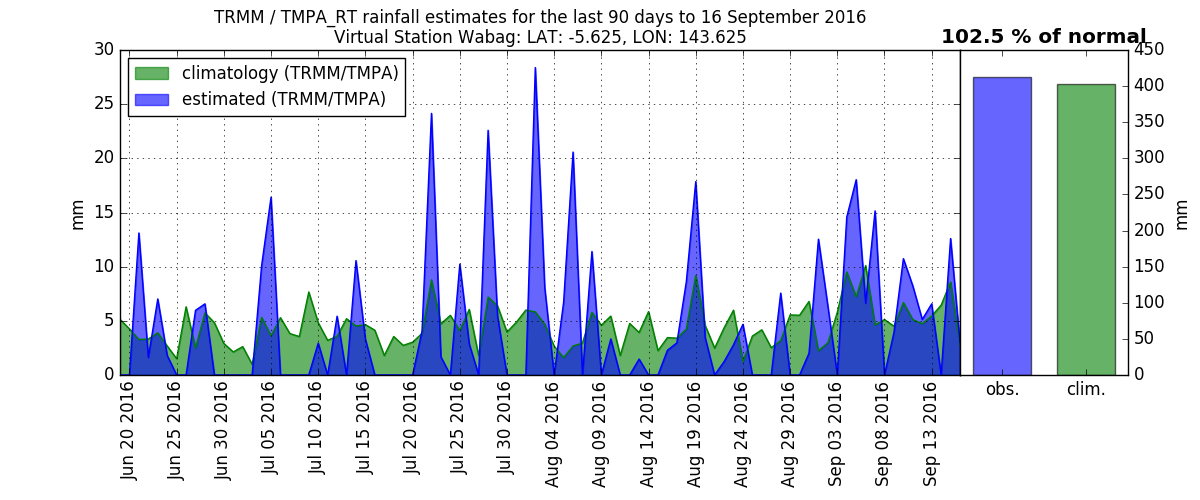 TRMM / TMPA_RT rainfall estimates for the last 90 days to 16 September 2016
Virtual Station Wabag: LAT: -5.625, LON: 143.625
102.5 % of normal
climatology (TRMM/TMPA)
estimated (TRMM/TMPA)
30
25
20
15
10
5
0
mm
450
400
350
300
250
200
150
100
50
0
mm
Jun 20 2016
Jun 25 2016
Jun 30 2016
Jul 05 2016
Jul 10 2016
Jul 15 2016
Jul 20 2016
Jul 25 2016
Jul 30 2016
Aug 04 2016
Aug 09 2016
Aug 14 2016
Aug 19 2016
Aug 24 2016
Aug 29 2016
Sep 03 2016
Sep 08 2016
Sep 13 2016
obs.
clim.